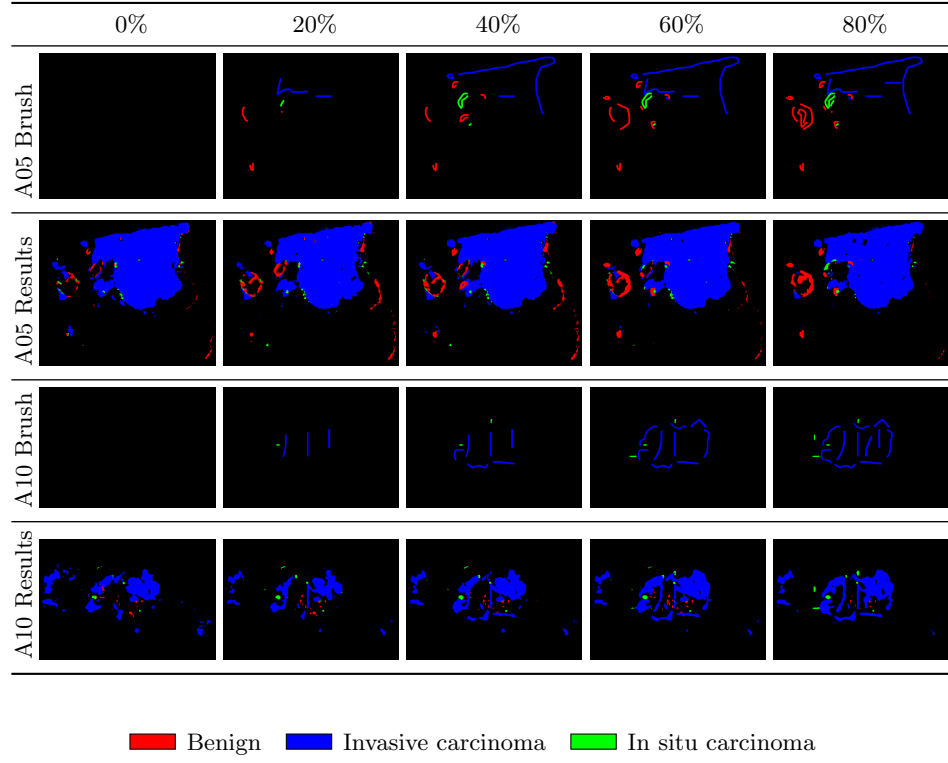 0% 20% 40% 60% 80%
A05 Brush
A05 Results
A10 Brush
A10 Results
Benign Invasive carcinoma In situ carcinoma